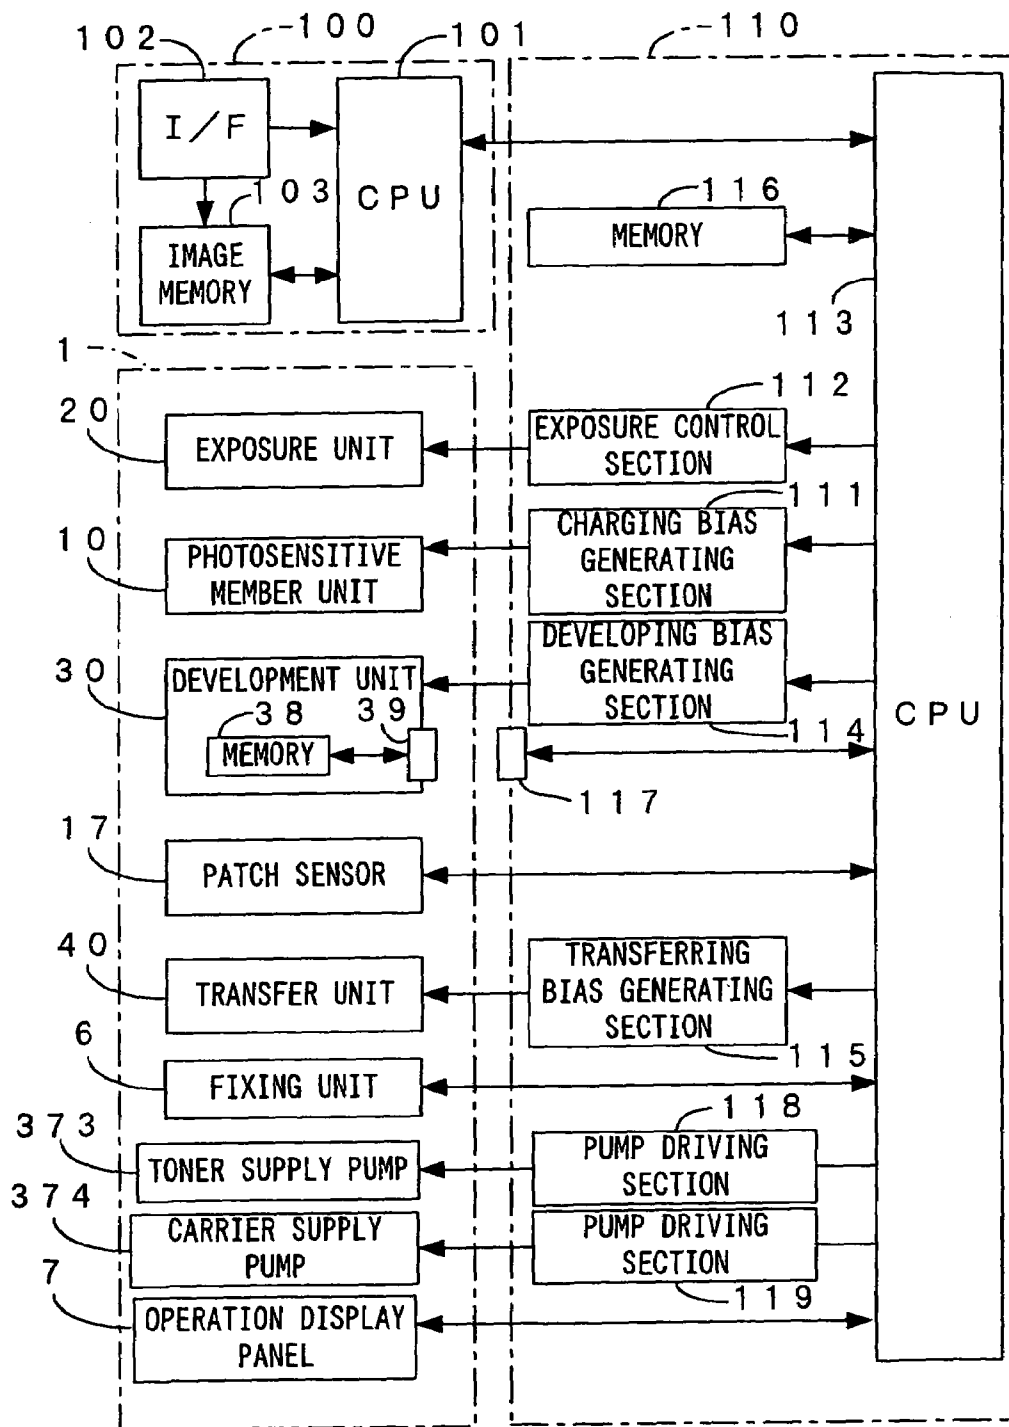 102
100
101
110
I/F
CPU
103
IMAGE
MEMORY
116
MEMORY
113
1
112
20
EXPOSURE UNIT
EXPOSURE CONTROL
SECTION
111
10
PHOTOSENSITIVE
MEMBER UNIT
CHARGING BIAS
GENERATING
SECTION
30
DEVELOPMENT UNIT
DEVELOPING BIAS
GENERATING
SECTION
CPU
38
39
MEMORY
114
117
17
PATCH SENSOR
40
TRANSFER UNIT
TRANSFERRING
BIAS GENERATING
SECTION
115
6
FIXING UNIT
118
373
TONER SUPPLY PUMP
PUMP DRIVING
SECTION
374
CARRIER SUPPLY
PUMP
PUMP DRIVING
SECTION
119
7
OPERATION DISPLAY
PANEL